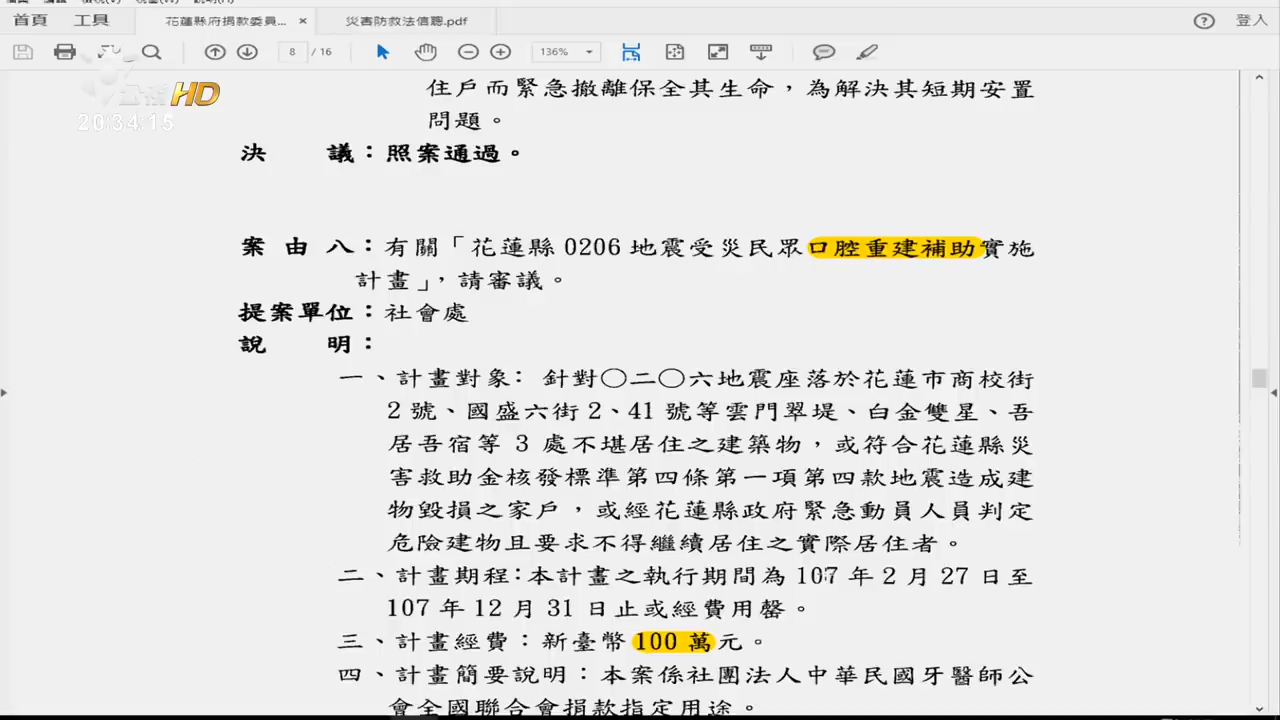 首頁 工具 花蓮縣府捐款委員... × 災害防救法信聰.pdf 登入
8 / 16 136%
HD
20:34:15
住戶而緊急撤離保全其生命，為解決其短期安置
問題。
決 議：照案通過。
案由八：有關「花蓮縣 0206 地震受災民眾口腔重建補助實施
計畫」，請審議。
提案單位：社會處
說 明：
一、計畫對象： 針對〇二〇六地震座落於花蓮市商校街
2 號、國盛六街 2、41 號等雲門翠堤、白金雙星、吾
居吾宿等 3 處不堪居住之建築物，或符合花蓮縣災
害救助金核發標準第四條第一項第四款地震造成建
物毀損之家戶，或經花蓮縣政府緊急動員人員判定
危險建物且要求不得繼續居住之實際居住者。
二、計畫期程：本計畫之執行期間為 107 年 2 月 27 日至
107 年 12 月 31 日止或經費用罄。
三、計畫經費：新臺幣 100 萬元。
四、計畫簡要說明：本案係社團法人中華民國牙醫師公
會全國聯合會捐款指定用途。